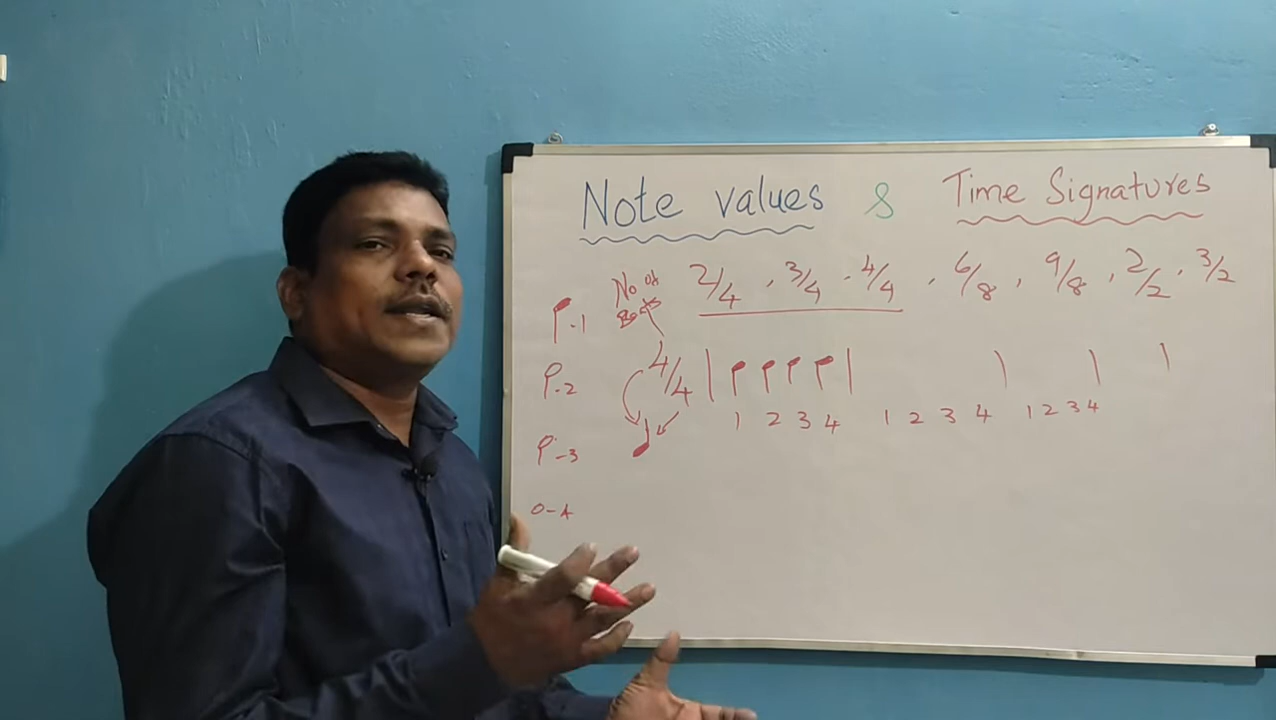 Note values & Time Signatures
No of Beats 2/4 , 3/4 , 4/4 , 6/8 , 9/8 , 2/2 , 3/2
-1
-2 4/4
1 2 3 4 1 2 3 4 1 2 3 4
-3
-4